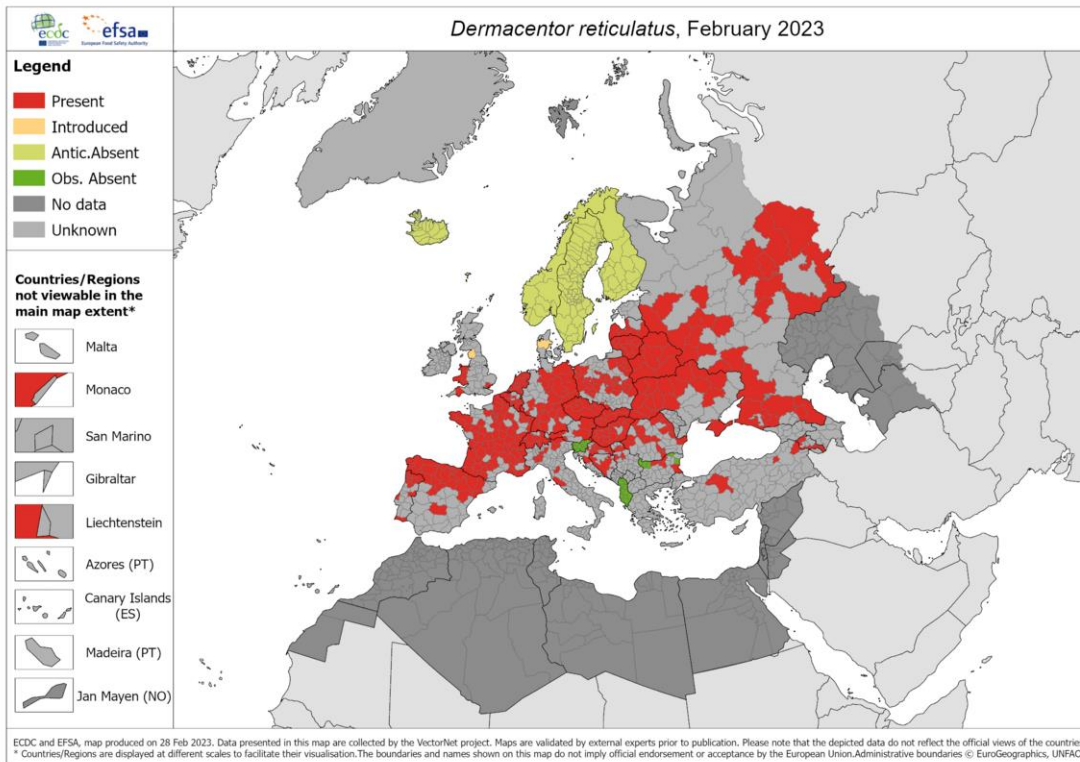 ecdc
efsa
European Food Safety Authority
Dermacentor reticulatus, February 2023
Legend
Present
Introduced
Antic.Absent
Obs. Absent
No data
Unknown
Countries/Regions
not viewable in the
main map extent*
Malta
Monaco
San Marino
Gibraltar
Liechtenstein
Azores (PT)
Canary Islands
(ES)
Madeira (PT)
Jan Mayen (NO)
ECDC and EFSA, map produced on 28 Feb 2023. Data presented in this map are collected by the VectorNet project. Maps are validated by external experts prior to publication. Please note that the depicted data do not reflect the official views of the countrie
* Countries/Regions are displayed at different scales to facilitate their visualisation.The boundaries and names shown on this map do not imply official endorsement or acceptance by the European Union.Administrative boundaries © EuroGeographics, UNFAO